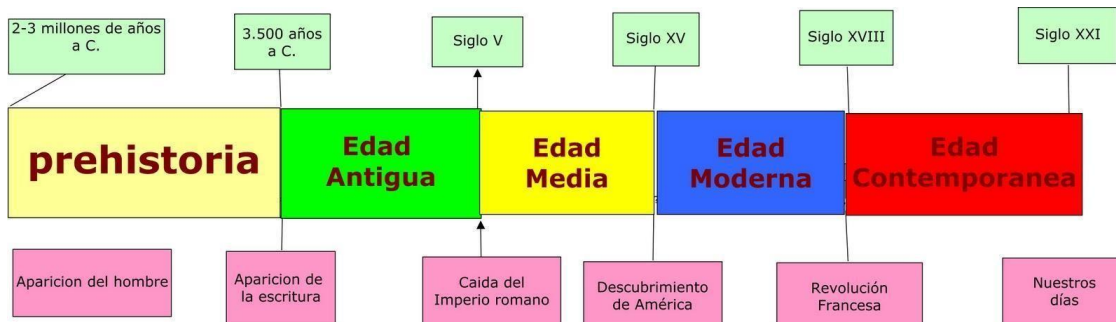 2-3 millones de años
a C.
3.500 años
a C.
Siglo V
Siglo XV
Siglo XVIII
Siglo XXI
prehistoria
Edad
Antigua
Edad
Media
Edad
Moderna
Edad
Contemporanea
Aparicion del hombre
Aparicion de
la escritura
Caida del
Imperio romano
Descubrimiento
de América
Revolución
Francesa
Nuestros
días